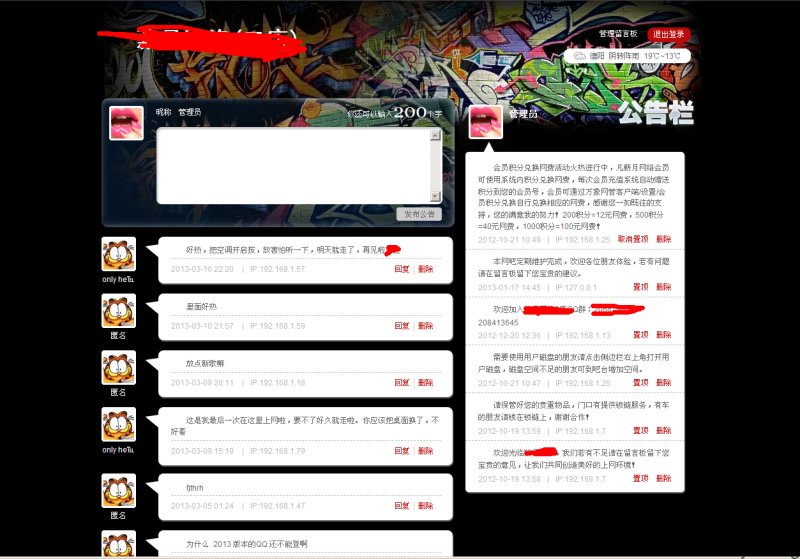 管理留言板 退出登录
德阳 阴转阵雨 19℃~13℃
昵称 管理员 你还可以输入200个字
发布公告
好热，把空调开启按，故害怕听一下，明天就走了，再见啦
2013-03-10 22:20 | IP:192.168.1.57 回复 | 删除
only he
里面好热
2013-03-10 21:57 | IP:192.168.1.59 回复 | 删除
匿名
放点新歌嘛
2013-03-09 20:11 | IP:192.168.1.18 回复 | 删除
匿名
这是我最后一次在这里上网啦，要不了好久就走啦。你应该把桌面换了，不
好看
2013-03-09 15:19 | IP:192.168.1.79 回复 | 删除
only he
fjthrh
2013-03-05 01:24 | IP:192.168.1.47 回复 | 删除
匿名
为什么 2013 版本的QQ 还不能登啊
管理员 公告栏
会员积分兑换网费活动火热进行中，凡新月网络会员
可使用系统内积分兑换网费，每次会员充值系统自动赠送
积分到您的会员号，会员可通过万象网管客户端/设置/会
员积分兑换自行兑换相应的网费，感谢您一如既往的支
持，您的满意我的努力！200积分=12元网费，500积分
=40元网费，1000积分=100元网费！
2012-10-21 10:49 | IP:192.168.1.25 取消置顶 删除
本网吧定期维护完成，欢迎各位朋友体验，若有问题
请在留言板留下您宝贵的建议。
2013-01-17 14:45 | IP:127.0.0.1 置顶 删除
欢迎加入 Q群：
208413645
2012-12-20 12:36 | IP:192.168.1.13 置顶 删除
需要使用用户磁盘的朋友请点击侧边栏右上角打开用
户磁盘，磁盘空间不足的朋友可到吧台增加空间。
2012-10-21 10:47 | IP:192.168.1.25 置顶 删除
请保管好您的贵重物品，门口有提供锁链服务，有车
的朋友请锁在锁链上，谢谢合作！
2012-10-19 13:59 | IP:192.168.1.7 置顶 删除
欢迎光临 ，我们若有不足请在留言板留下您
宝贵的意见，让我们共同创造美好的上网环境！
2012-10-19 13:58 | IP:192.168.1.7 置顶 删除